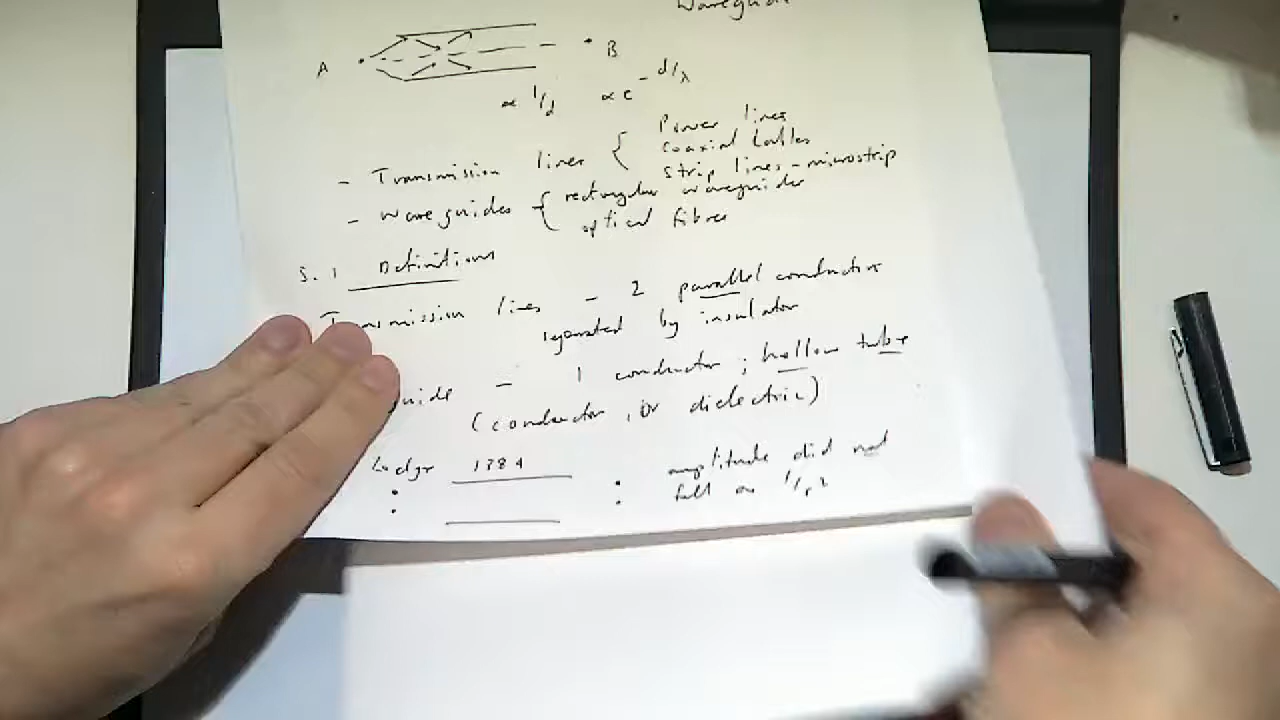 Waveguide
A B
∝ 1/d ∝ e^-d/λ
- Transmission lines { Power lines
coaxial cables
strip lines - microstrip
- waveguides { rectangular waveguides
optical fibres
5.1 Definitions
Transmission lines - 2 parallel conductors
separated by insulator
guide - 1 conductor ; hollow tube
(conductor, or dielectric)
Lodge : amplitude did not
fall as 1/r²